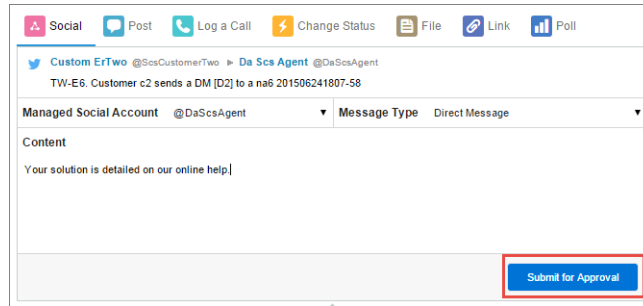 Social Post Log a Call Change Status File Link Poll
Custom ErTwo @ScsCustomerTwo ▶ Da Scs Agent @DaScsAgent
TW-E6. Customer c2 sends a DM [D2] to a na6 201506241807-58
Managed Social Account @DaScsAgent ▼ Message Type Direct Message ▼
Content
Your solution is detailed on our online help.
Submit for Approval